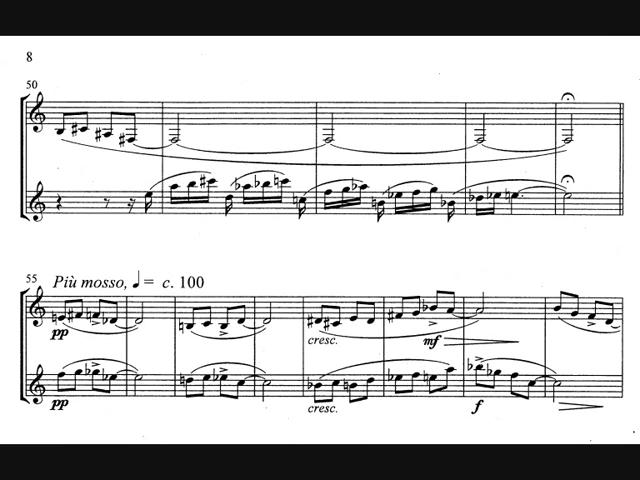 8
50
55
Più mosso, ♩ = c. 100
pp
cresc.
mf
pp
cresc.
f